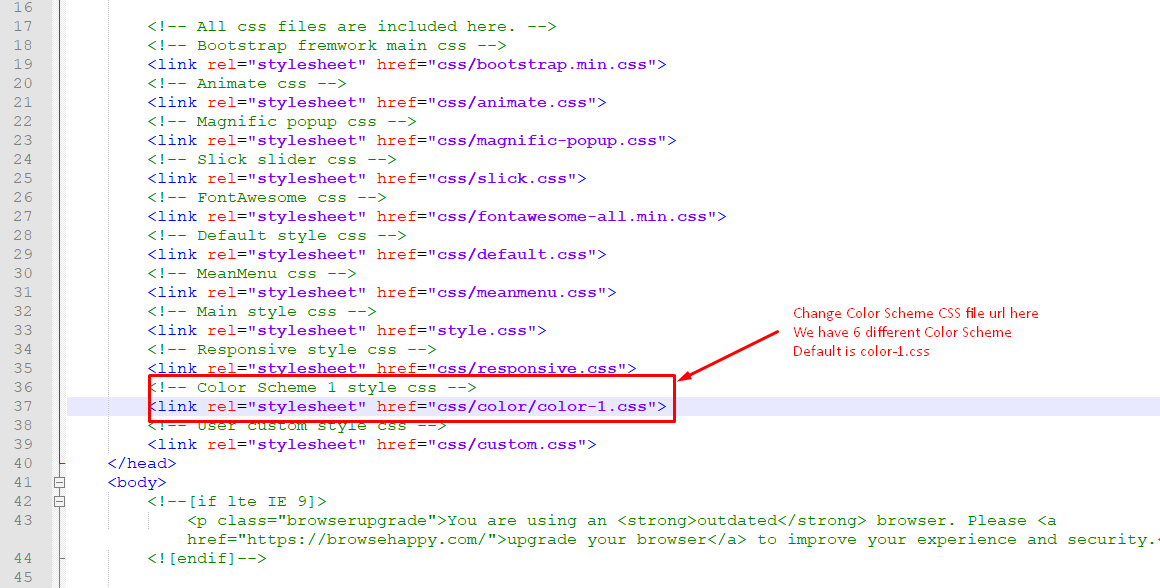 16
17 <!-- All css files are included here. -->
18 <!-- Bootstrap fremwork main css -->
19 <link rel="stylesheet" href="css/bootstrap.min.css">
20 <!-- Animate css -->
21 <link rel="stylesheet" href="css/animate.css">
22 <!-- Magnific popup css -->
23 <link rel="stylesheet" href="css/magnific-popup.css">
24 <!-- Slick slider css -->
25 <link rel="stylesheet" href="css/slick.css">
26 <!-- FontAwesome css -->
27 <link rel="stylesheet" href="css/fontawesome-all.min.css">
28 <!-- Default style css -->
29 <link rel="stylesheet" href="css/default.css">
30 <!-- MeanMenu css -->
31 <link rel="stylesheet" href="css/meanmenu.css">
32 <!-- Main style css -->
33 <link rel="stylesheet" href="style.css">
34 <!-- Responsive style css -->
35 <link rel="stylesheet" href="css/responsive.css">
36 <!-- Color Scheme 1 style css -->
37 <link rel="stylesheet" href="css/color/color-1.css">
38 <!-- User custom style css -->
39 <link rel="stylesheet" href="css/custom.css">
40 </head>
41 <body>
42 <!--[if lte IE 9]>
43 <p class="browserupgrade">You are using an <strong>outdated</strong> browser. Please <a
href="https://browsehappy.com/">upgrade your browser</a> to improve your experience and security.<
44 <![endif]-->
45
Change Color Scheme CSS file url here
We have 6 different Color Scheme
Default is color-1.css